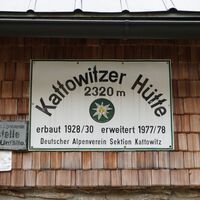 Kattowitzer Hütte
2320 m
erbaut 1928/30 erweitert 1977/78
Deutscher Alpenverein Sektion Kattowitz